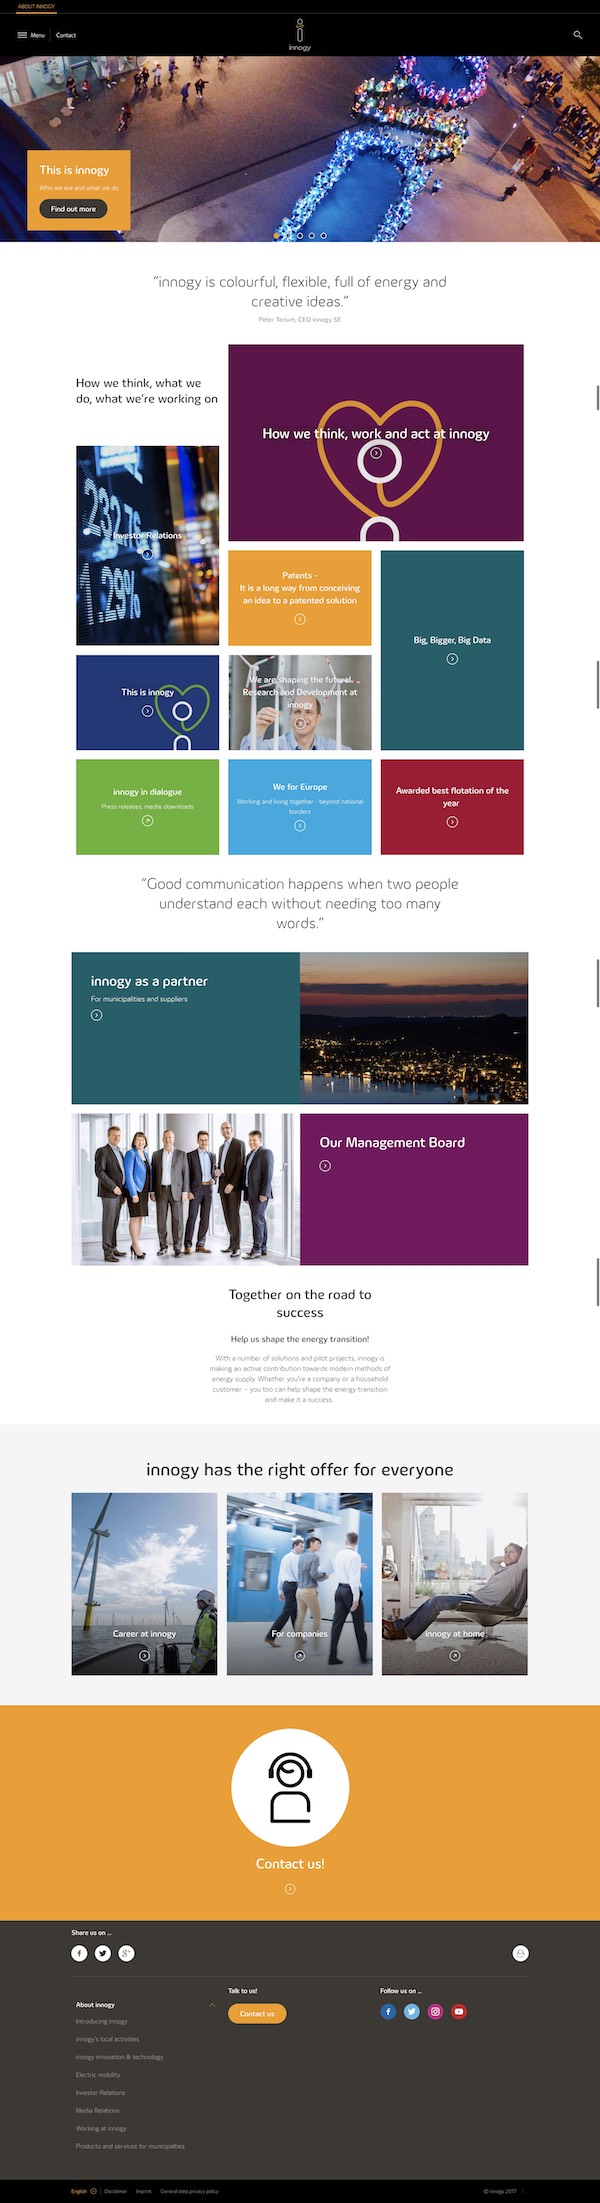 ABOUT INNOGY
Menu
Contact
innogy
This is innogy
Who we are and what we do
Find out more
"innogy is colourful, flexible, full of energy and
creative ideas."
Peter Terium, CEO innogy SE
How we think, what we
do, what we're working on
How we think, work and act at innogy
232.76
1.29%
Investor Relations
Patents -
It is a long way from conceiving
an idea to a patented solution
Big, Bigger, Big Data
This is innogy
We are shaping the future!
Research and Development at
innogy
innogy in dialogue
Press releases, media, downloads
We for Europe
Working and living together - beyond national
borders
Awarded best flotation of the
year
"Good communication happens when two people
understand each without needing too many
words."
innogy as a partner
For municipalities and suppliers
Our Management Board
Together on the road to
success
Help us shape the energy transition!
With a number of solutions and pilot projects, innogy is
making an active contribution towards modern methods of
energy supply. Whether you're a company or a household
customer – you too can help shape the energy transition
and make it a success.
innogy has the right offer for everyone
Career at innogy
For companies
innogy at home
Contact us!
Share us on ...
Talk to us!
Contact us
Follow us on ...
About innogy
Introducing innogy
innogy's local activities
innogy innovation & technology
Electric mobility
Investor Relations
Media Relations
Working at innogy
Products and services for municipalties
English
Disclaimer
Imprint
General data privacy policy
© innogy 2017